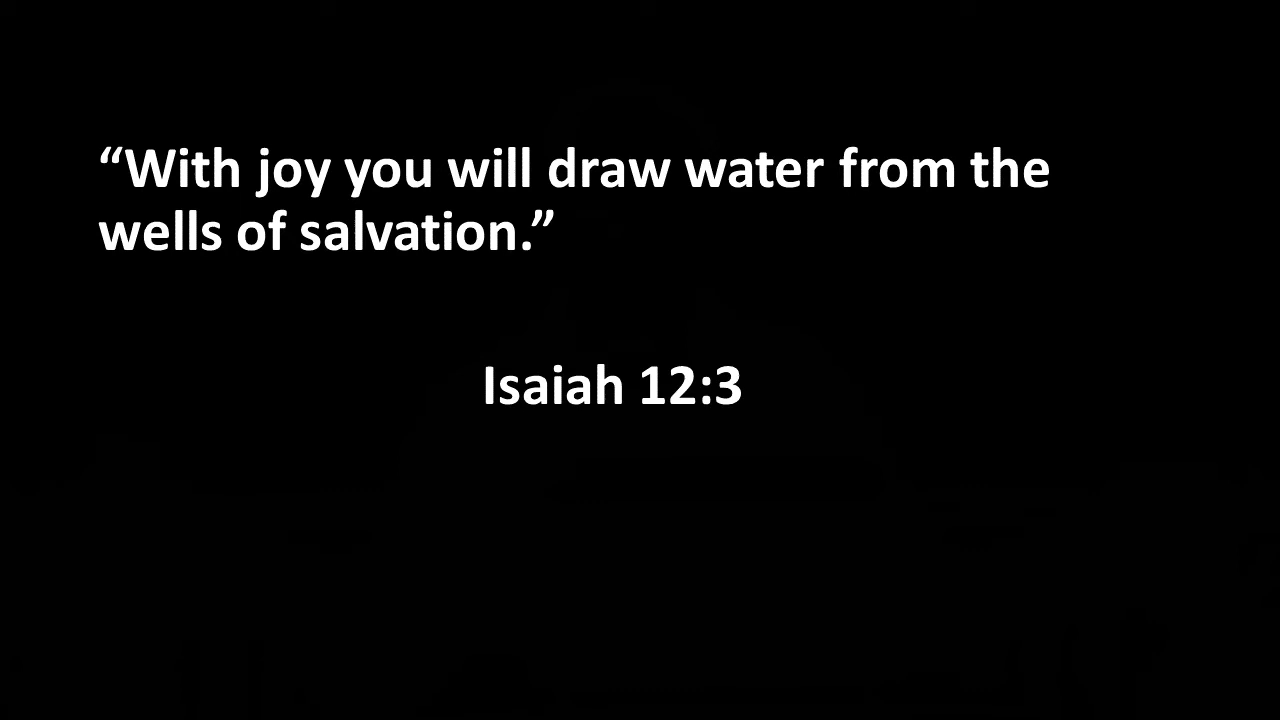 “With joy you will draw water from the
wells of salvation.”
Isaiah 12:3